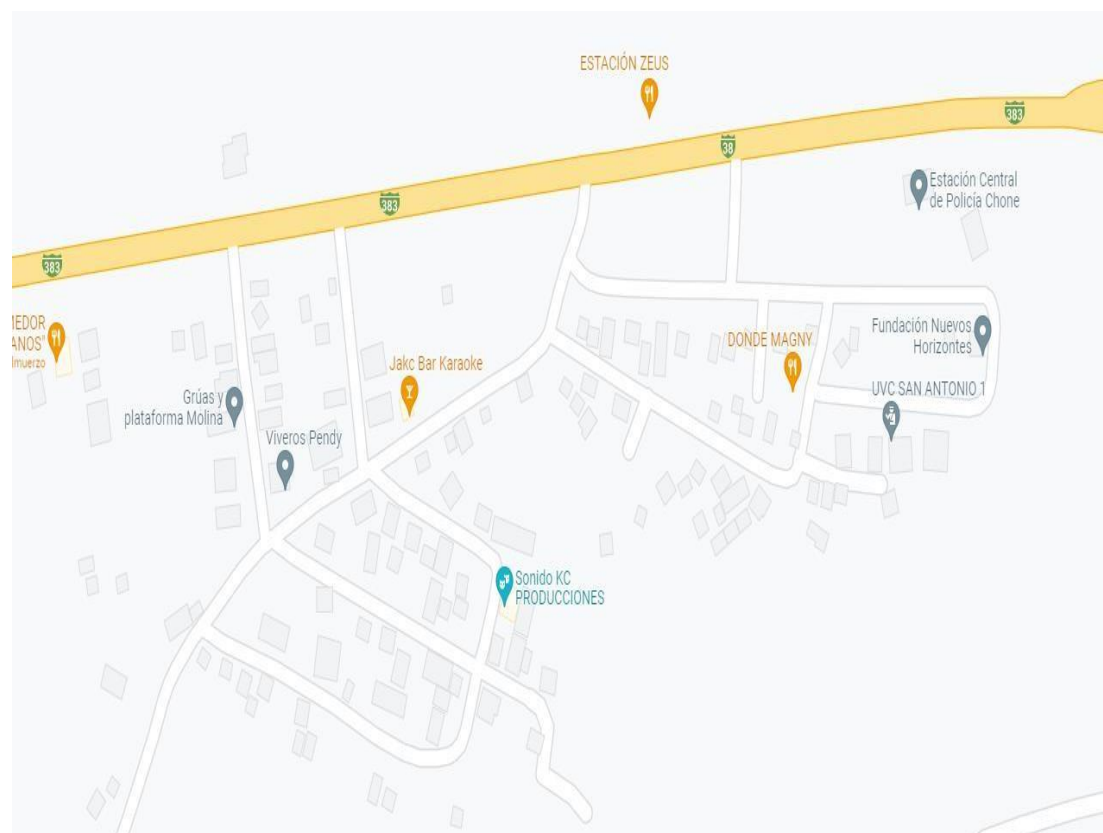 ESTACIÓN ZEUS
383
38
Estación Central
de Policía Chone
383
383
MEDOR
ANOS"
lmuerzo
Fundación Nuevos
Horizontes
DONDE MAGNY
Jakc Bar Karaoke
UVC SAN ANTONIO 1
Grúas y
plataforma Molina
Viveros Pendy
Sonido KC
PRODUCCIONES